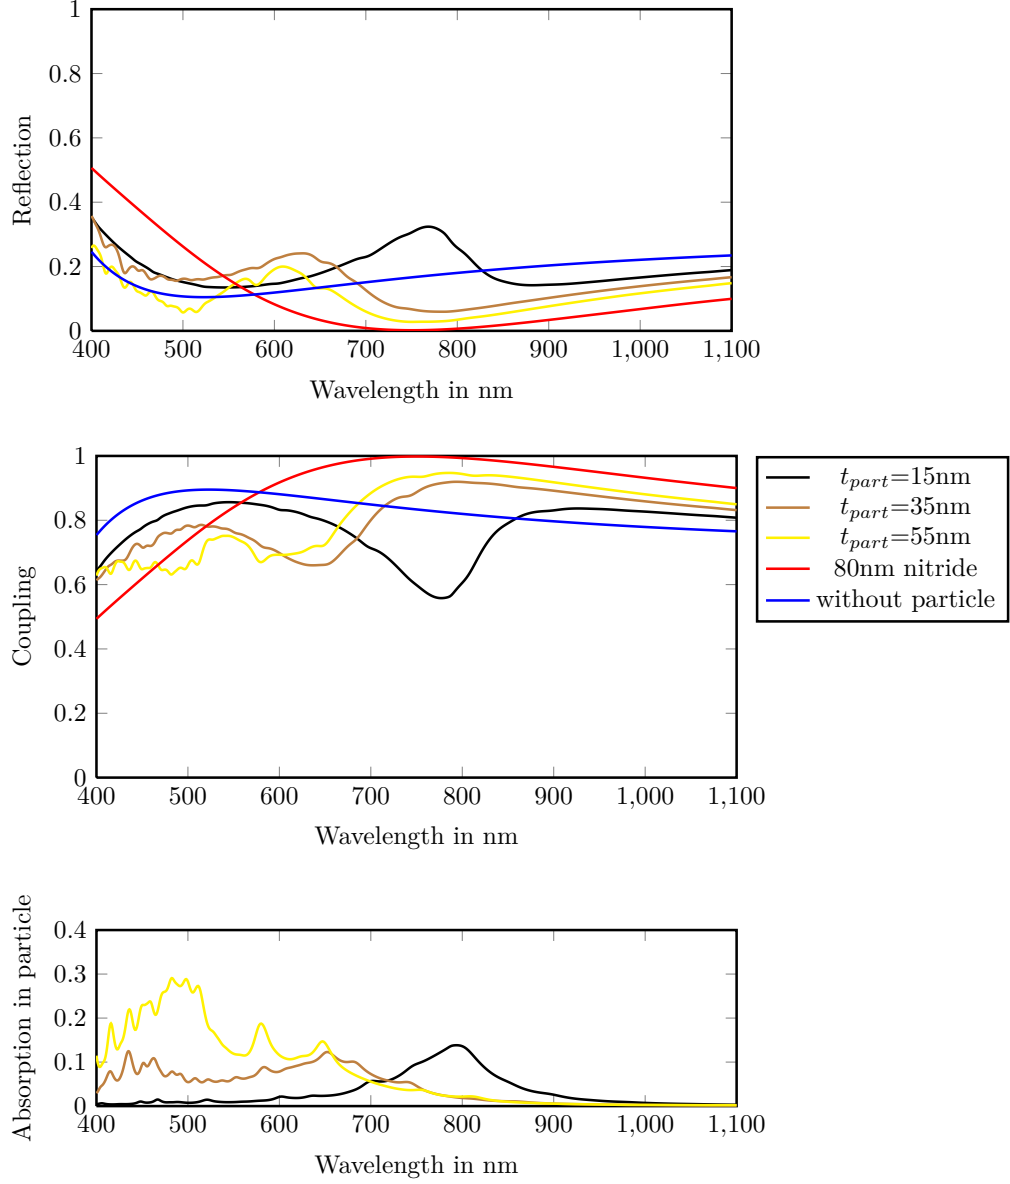 1
0.8
0.6
0.4
0.2
0
Reflection
400 500 600 700 800 900 1,000 1,100
Wavelength in nm
1
0.8
0.6
0.4
0.2
0
Coupling
400 500 600 700 800 900 1,000 1,100
Wavelength in nm
t_part=15nm
t_part=35nm
t_part=55nm
80nm nitride
without particle
0.4
0.3
0.2
0.1
0
Absorption in particle
400 500 600 700 800 900 1,000 1,100
Wavelength in nm